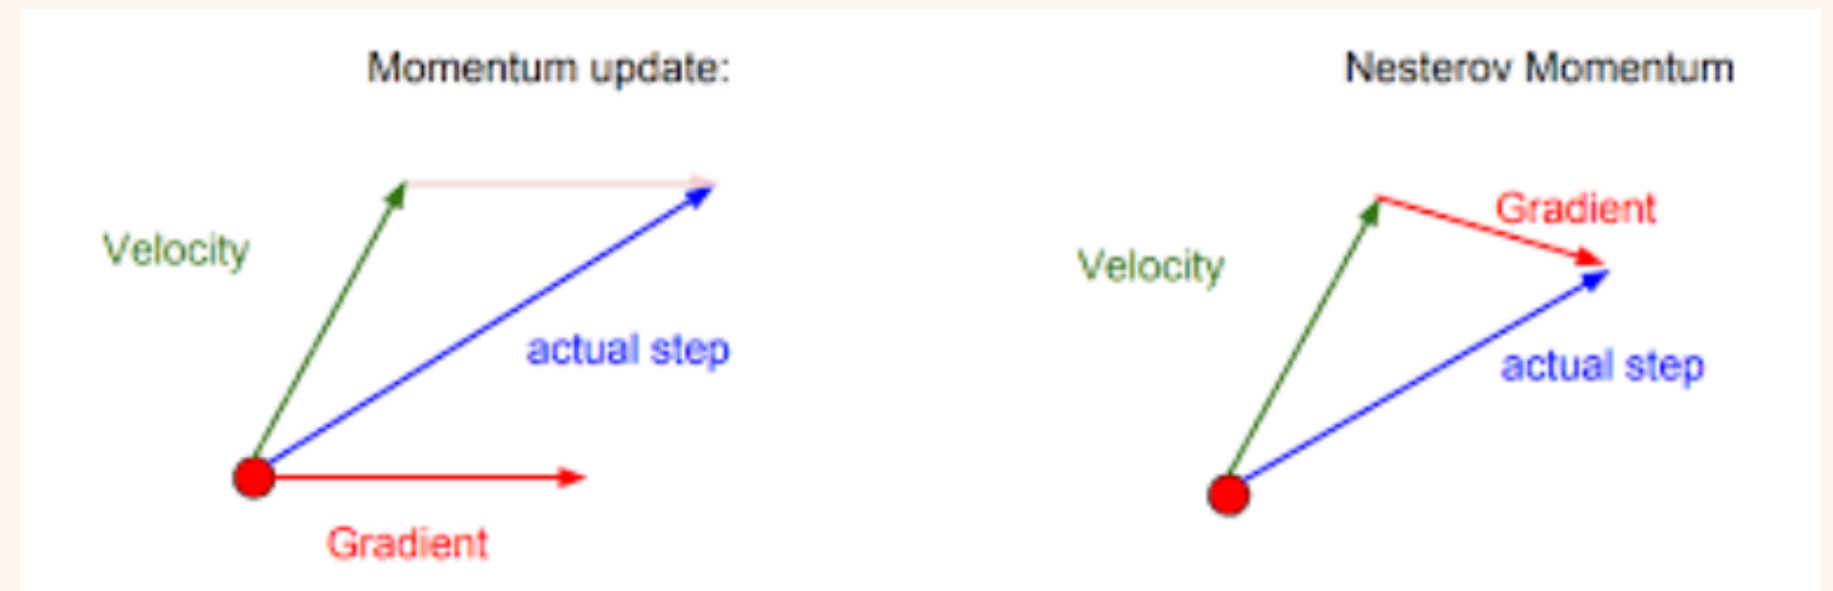 Momentum update:
Velocity
actual step
Gradient
Nesterov Momentum
Gradient
Velocity
actual step